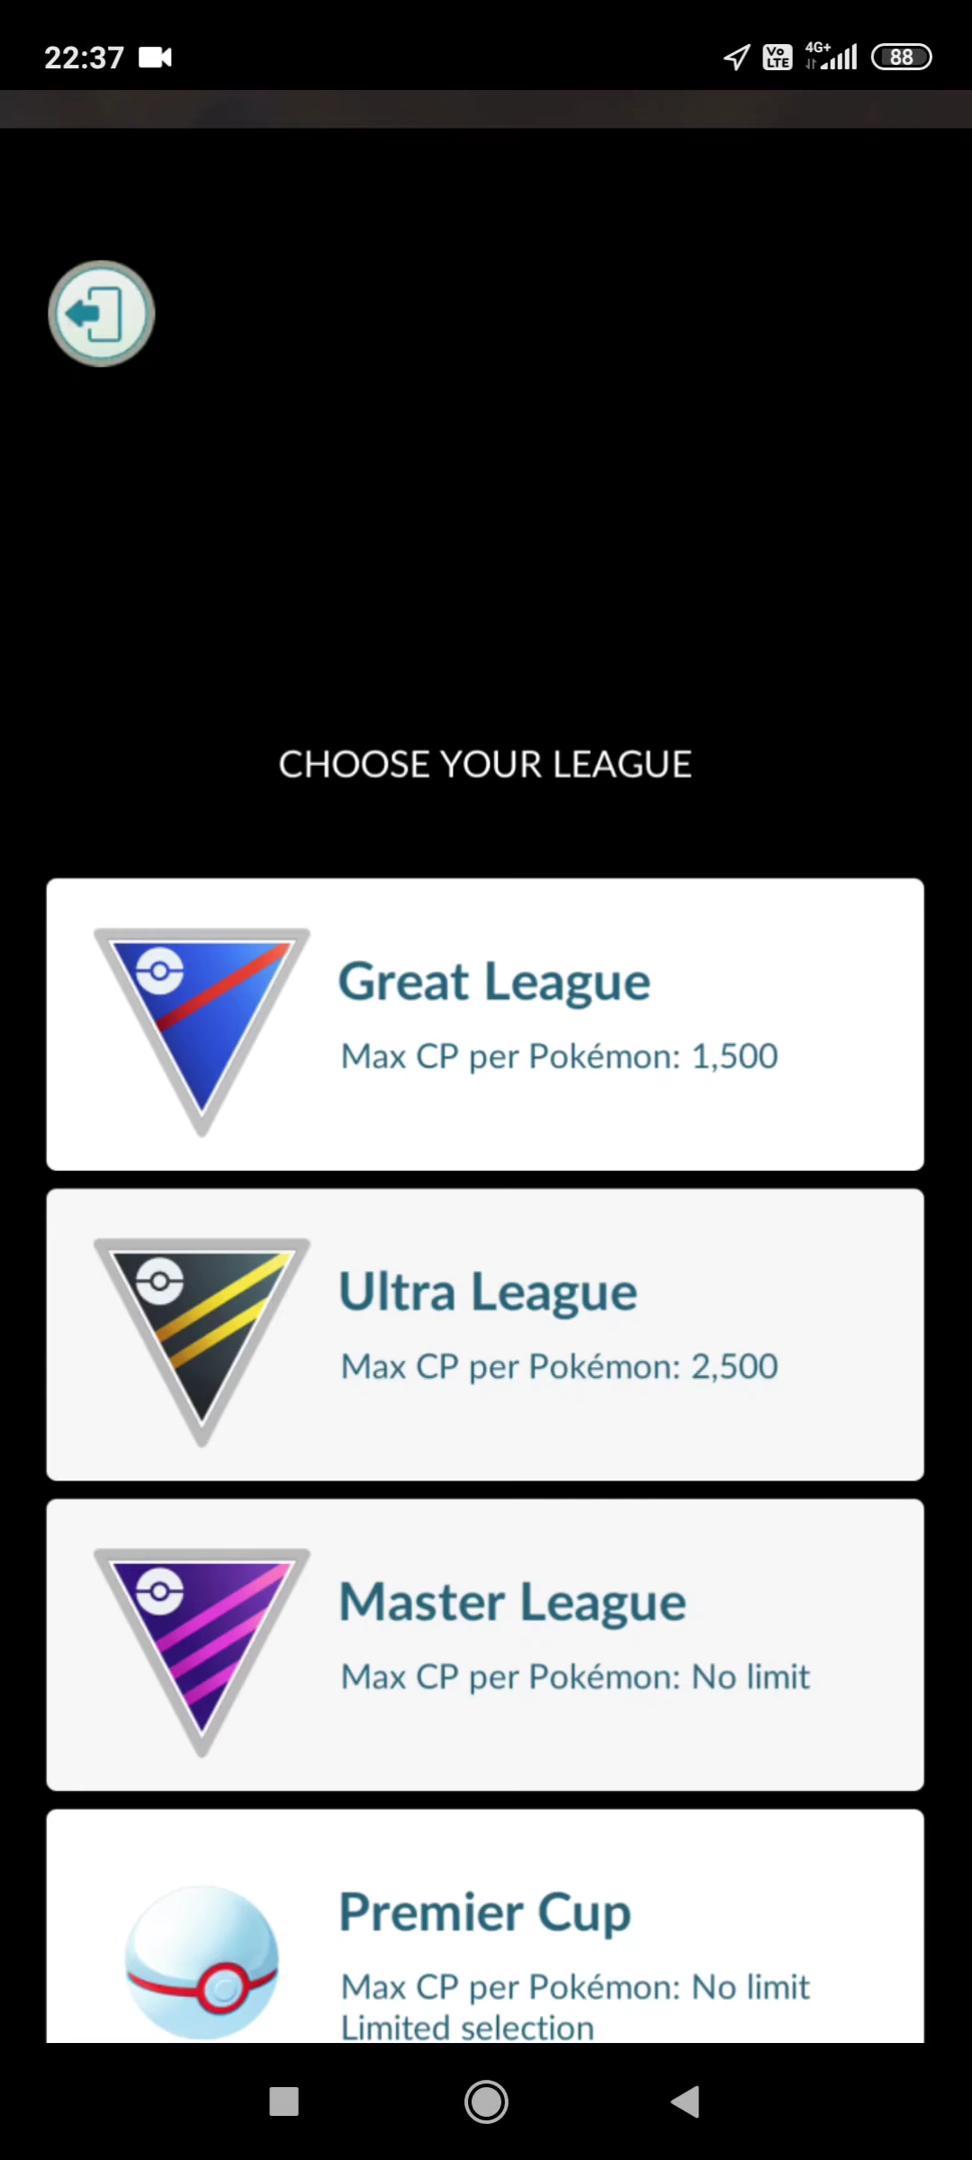 22:37
Vo LTE 4G+ 88
CHOOSE YOUR LEAGUE
Great League
Max CP per Pokémon: 1,500
Ultra League
Max CP per Pokémon: 2,500
Master League
Max CP per Pokémon: No limit
Premier Cup
Max CP per Pokémon: No limit
Limited selection